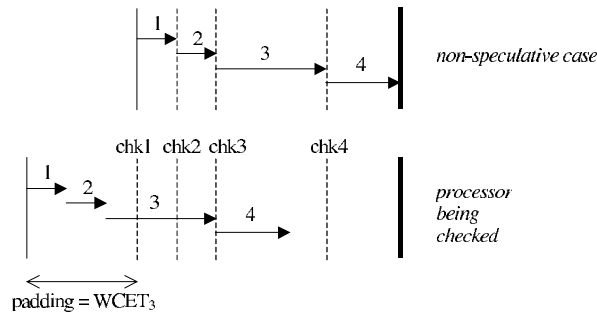 1
2
3
4
non-speculative case
chk1 chk2 chk3 chk4
1
2
3
4
processor
being
checked
padding = WCET3